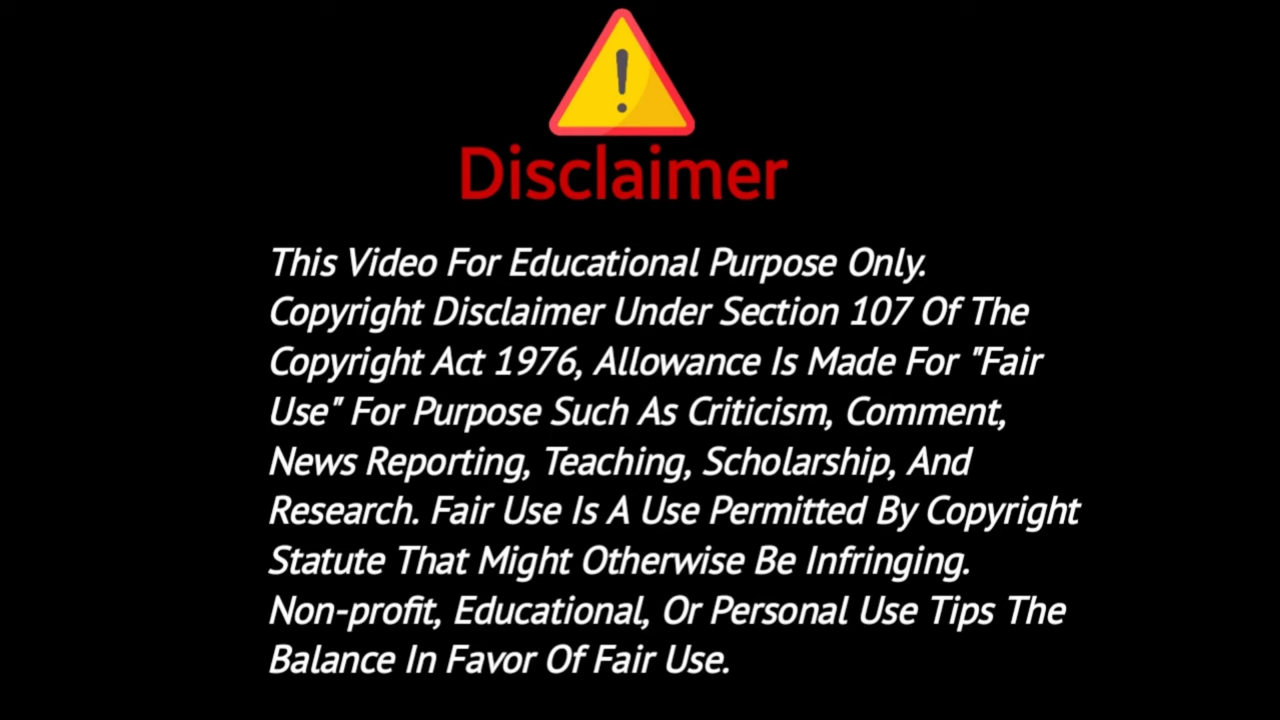 Disclaimer
This Video For Educational Purpose Only.
Copyright Disclaimer Under Section 107 Of The
Copyright Act 1976, Allowance Is Made For "Fair
Use" For Purpose Such As Criticism, Comment,
News Reporting, Teaching, Scholarship, And
Research. Fair Use Is A Use Permitted By Copyright
Statute That Might Otherwise Be Infringing.
Non-profit, Educational, Or Personal Use Tips The
Balance In Favor Of Fair Use.